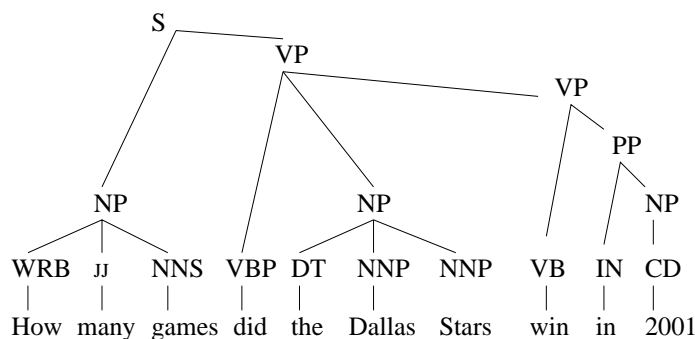 S
VP
VP
PP
NP NP NP
WRB JJ NNS VBP DT NNP NNP VB IN CD
How many games did the Dallas Stars win in 2001